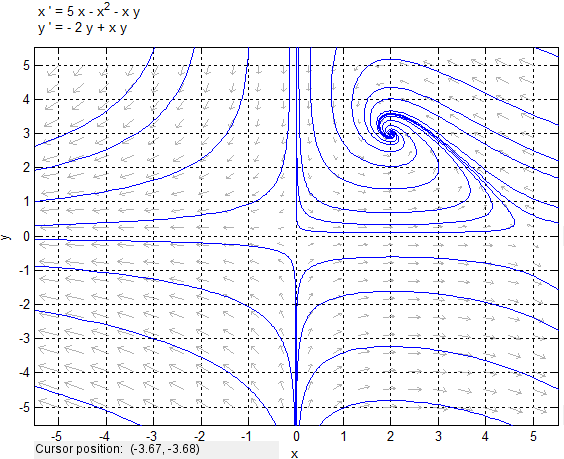 x ' = 5 x - x² - x y
y ' = - 2 y + x y
5
4
3
2
1
0
-1
-2
-3
-4
-5
y
-5 -4 -3 -2 -1 0 1 2 3 4 5
x
Cursor position: (-3.67, -3.68)